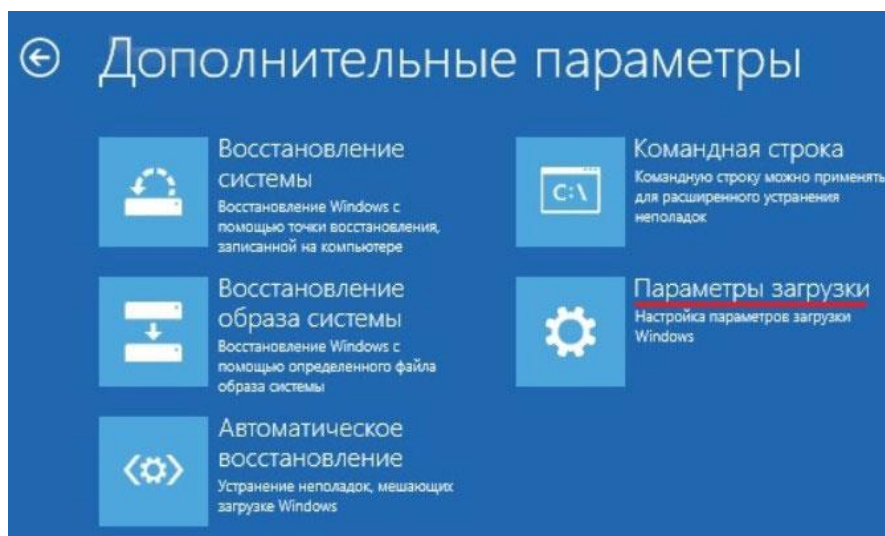 Дополнительные параметры
Восстановление
системы
Восстановление Windows с
помощью точки восстановления,
записанной на компьютере
Восстановление
образа системы
Восстановление Windows с
помощью определенного файла
образа системы
Автоматическое
восстановление
Устранение неполадок, мешающих
загрузке Windows
Командная строка
Командную строку можно применять
для расширенного устранения
неполадок
C:\
Параметры загрузки
Настройка параметров загрузки
Windows